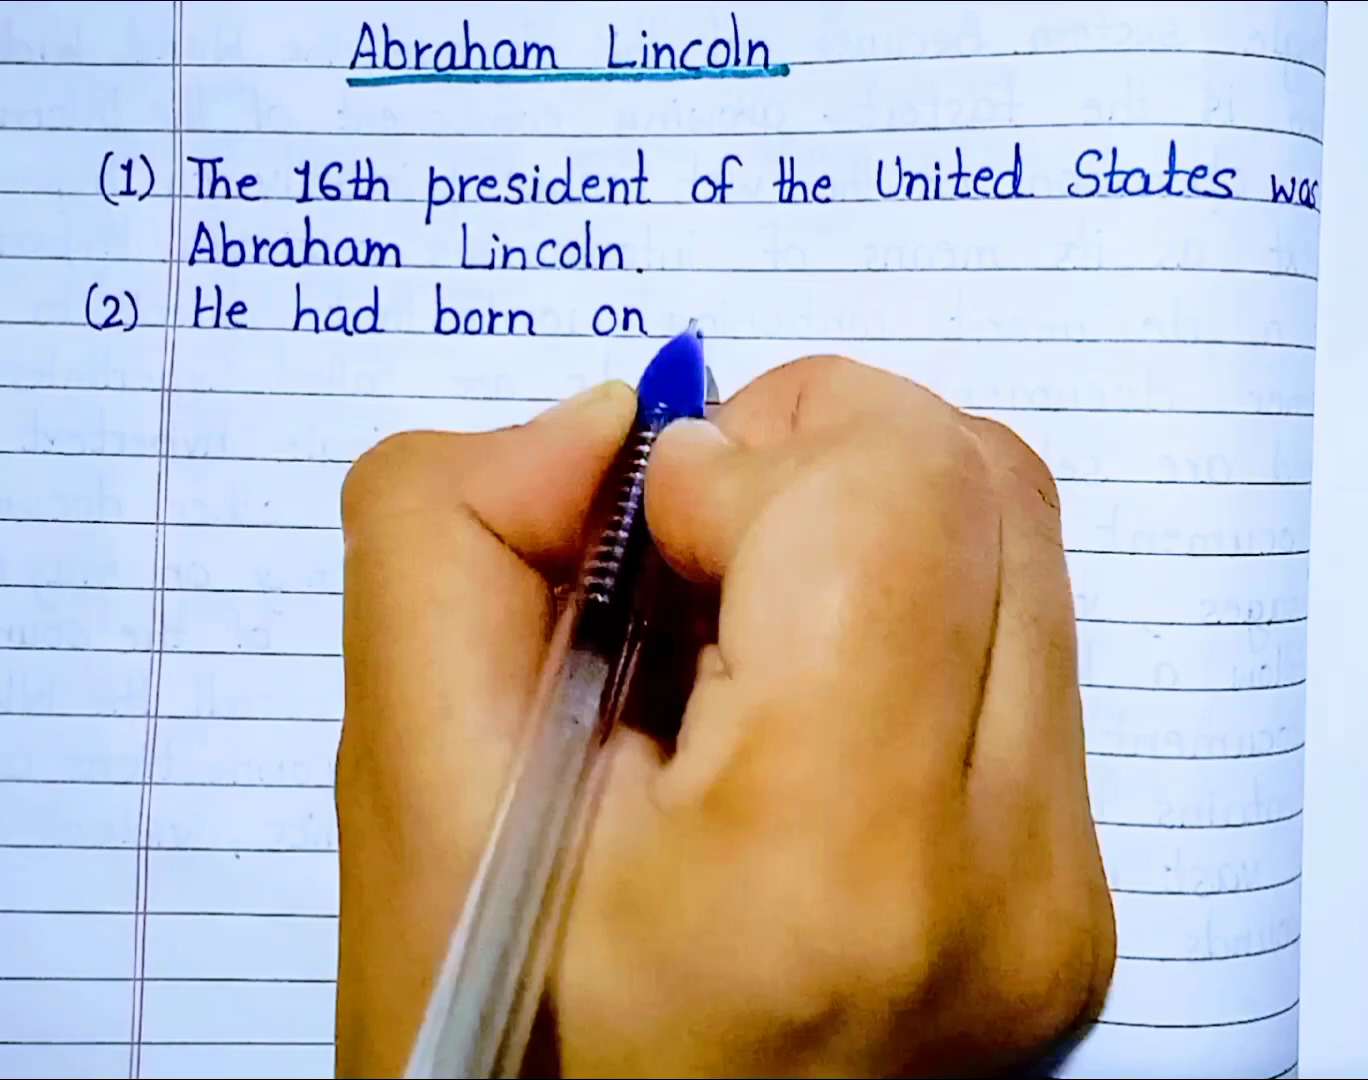 Abraham Lincoln
(1) The 16th president of the United States was
Abraham Lincoln.
(2) He had born on